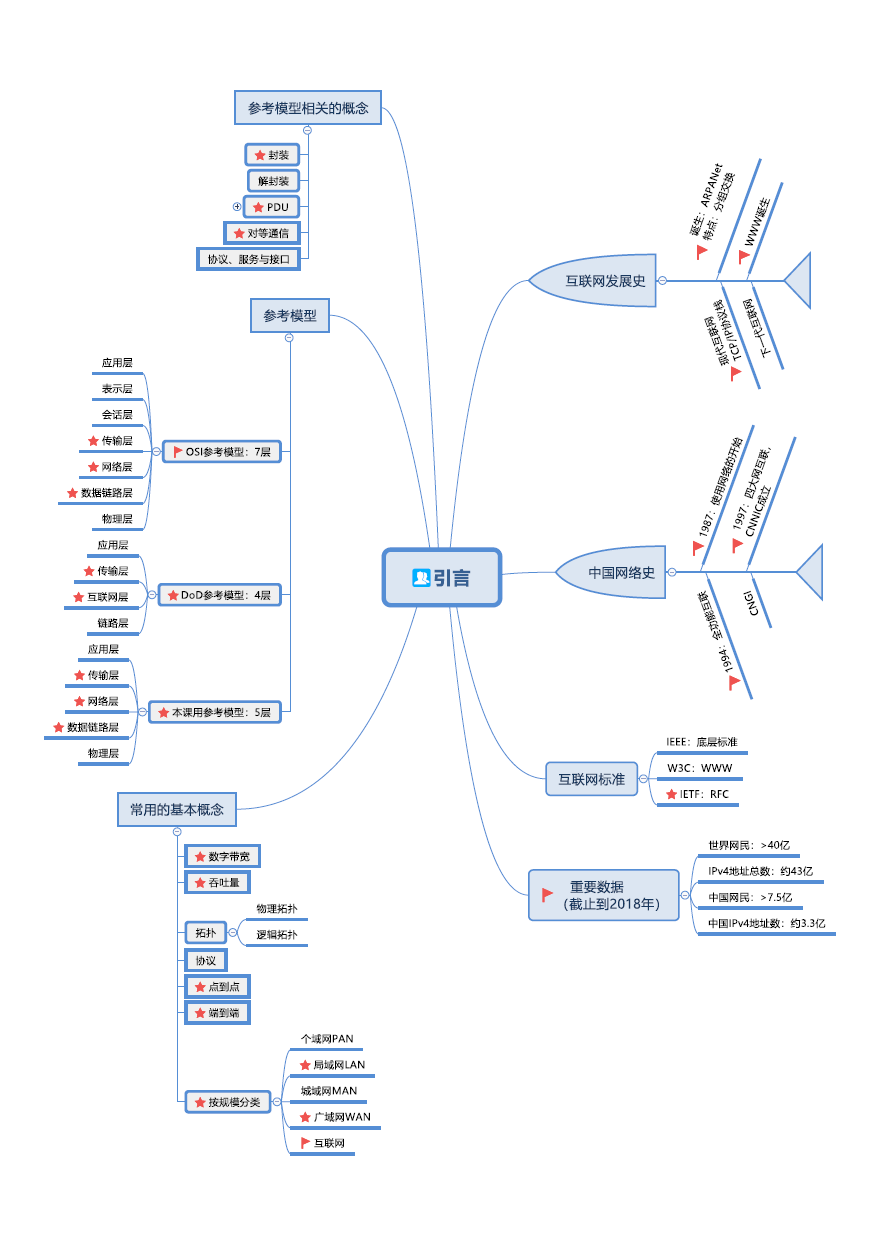 引言
参考模型相关的概念
封装
解封装
PDU
对等通信
协议、服务与接口
参考模型
OSI参考模型：7层
应用层
表示层
会话层
传输层
网络层
数据链路层
物理层
DoD参考模型：4层
应用层
传输层
互联网层
链路层
本课用参考模型：5层
应用层
传输层
网络层
数据链路层
物理层
常用的基本概念
数字带宽
吞吐量
拓扑
物理拓扑
逻辑拓扑
协议
点到点
端到端
按规模分类
个域网PAN
局域网LAN
城域网MAN
广域网WAN
互联网
互联网发展史
诞生：ARPANet
特点：分组交换
WWW诞生
现代互联网
TCP/IP协议栈
下一代互联网
中国网络史
1987：使用网络的开始
1997：四大网互联，
CNNIC成立
1994：全功能互联
CNGI
互联网标准
IEEE：底层标准
W3C：WWW
IETF：RFC
重要数据
（截止到2018年）
世界网民：>40亿
IPv4地址总数：约43亿
中国网民：>7.5亿
中国IPv4地址数：约3.3亿